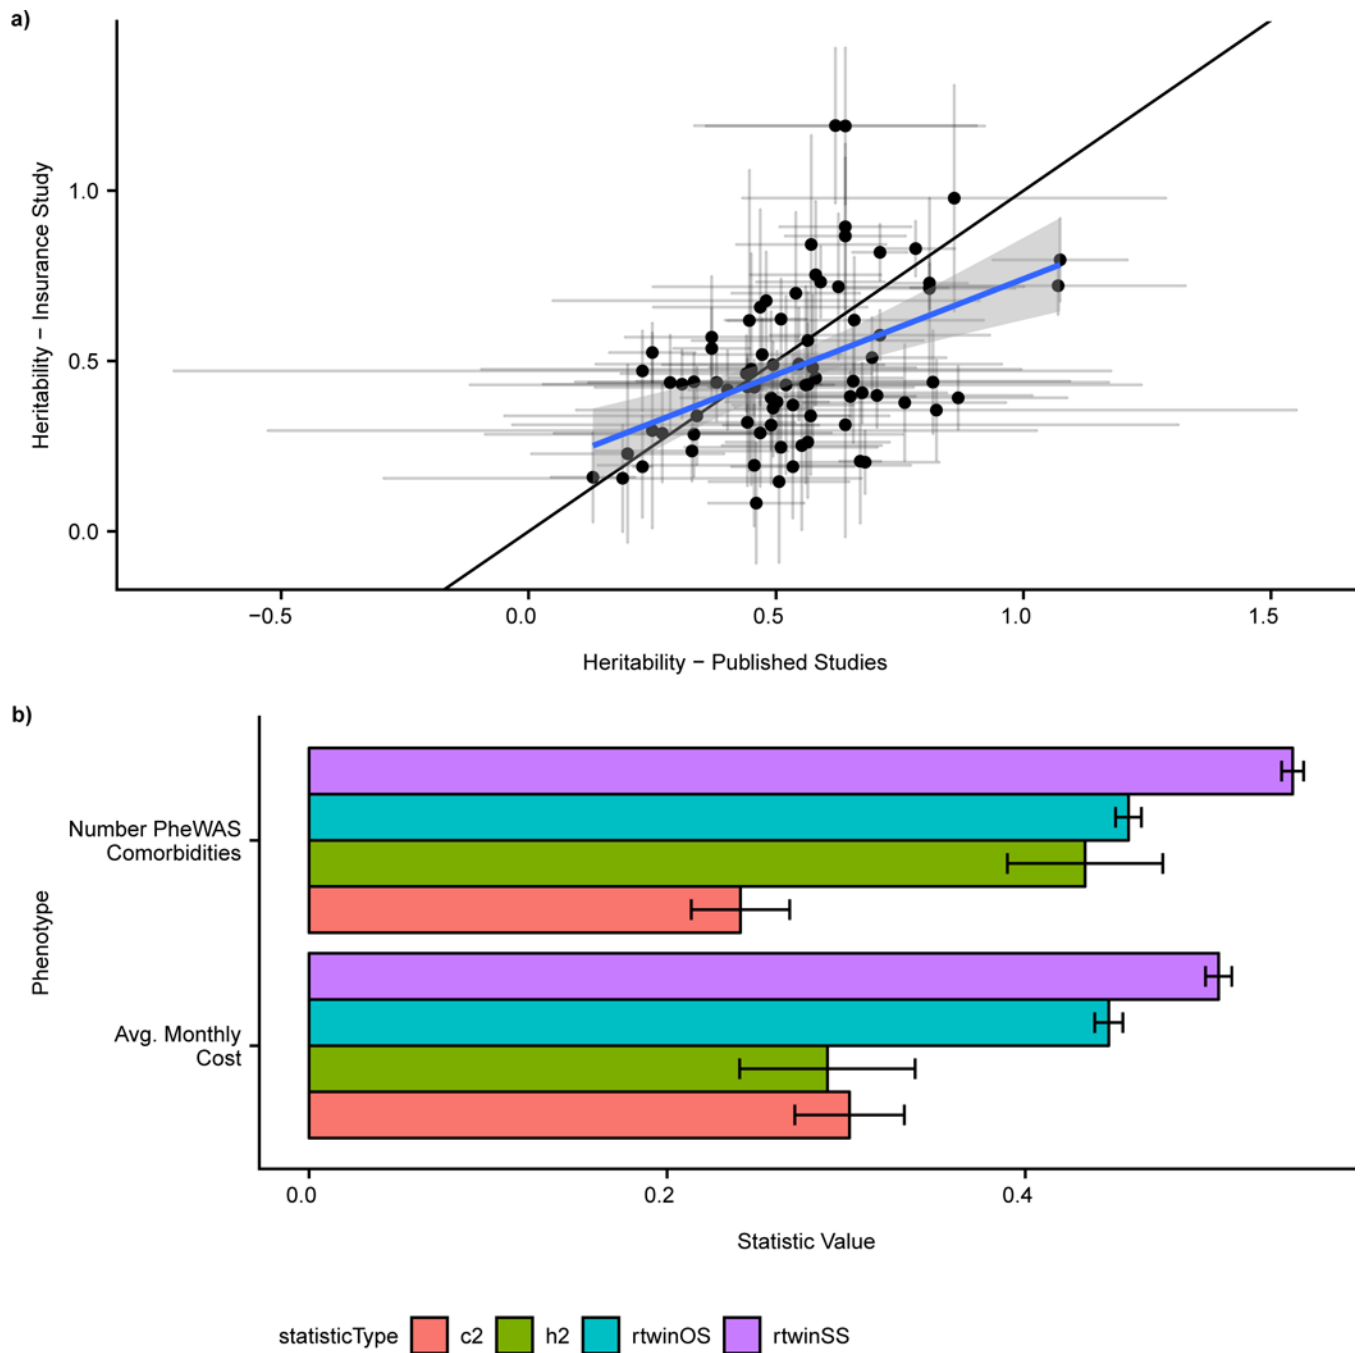 a)
Heritability − Insurance Study
1.0
0.5
0.0
−0.5
0.0
0.5
1.0
1.5
Heritability − Published Studies
b)
Phenotype
Number PheWAS
Comorbidities
Avg. Monthly
Cost
0.0
0.2
0.4
Statistic Value
statisticType
c2
h2
rtwinOS
rtwinSS